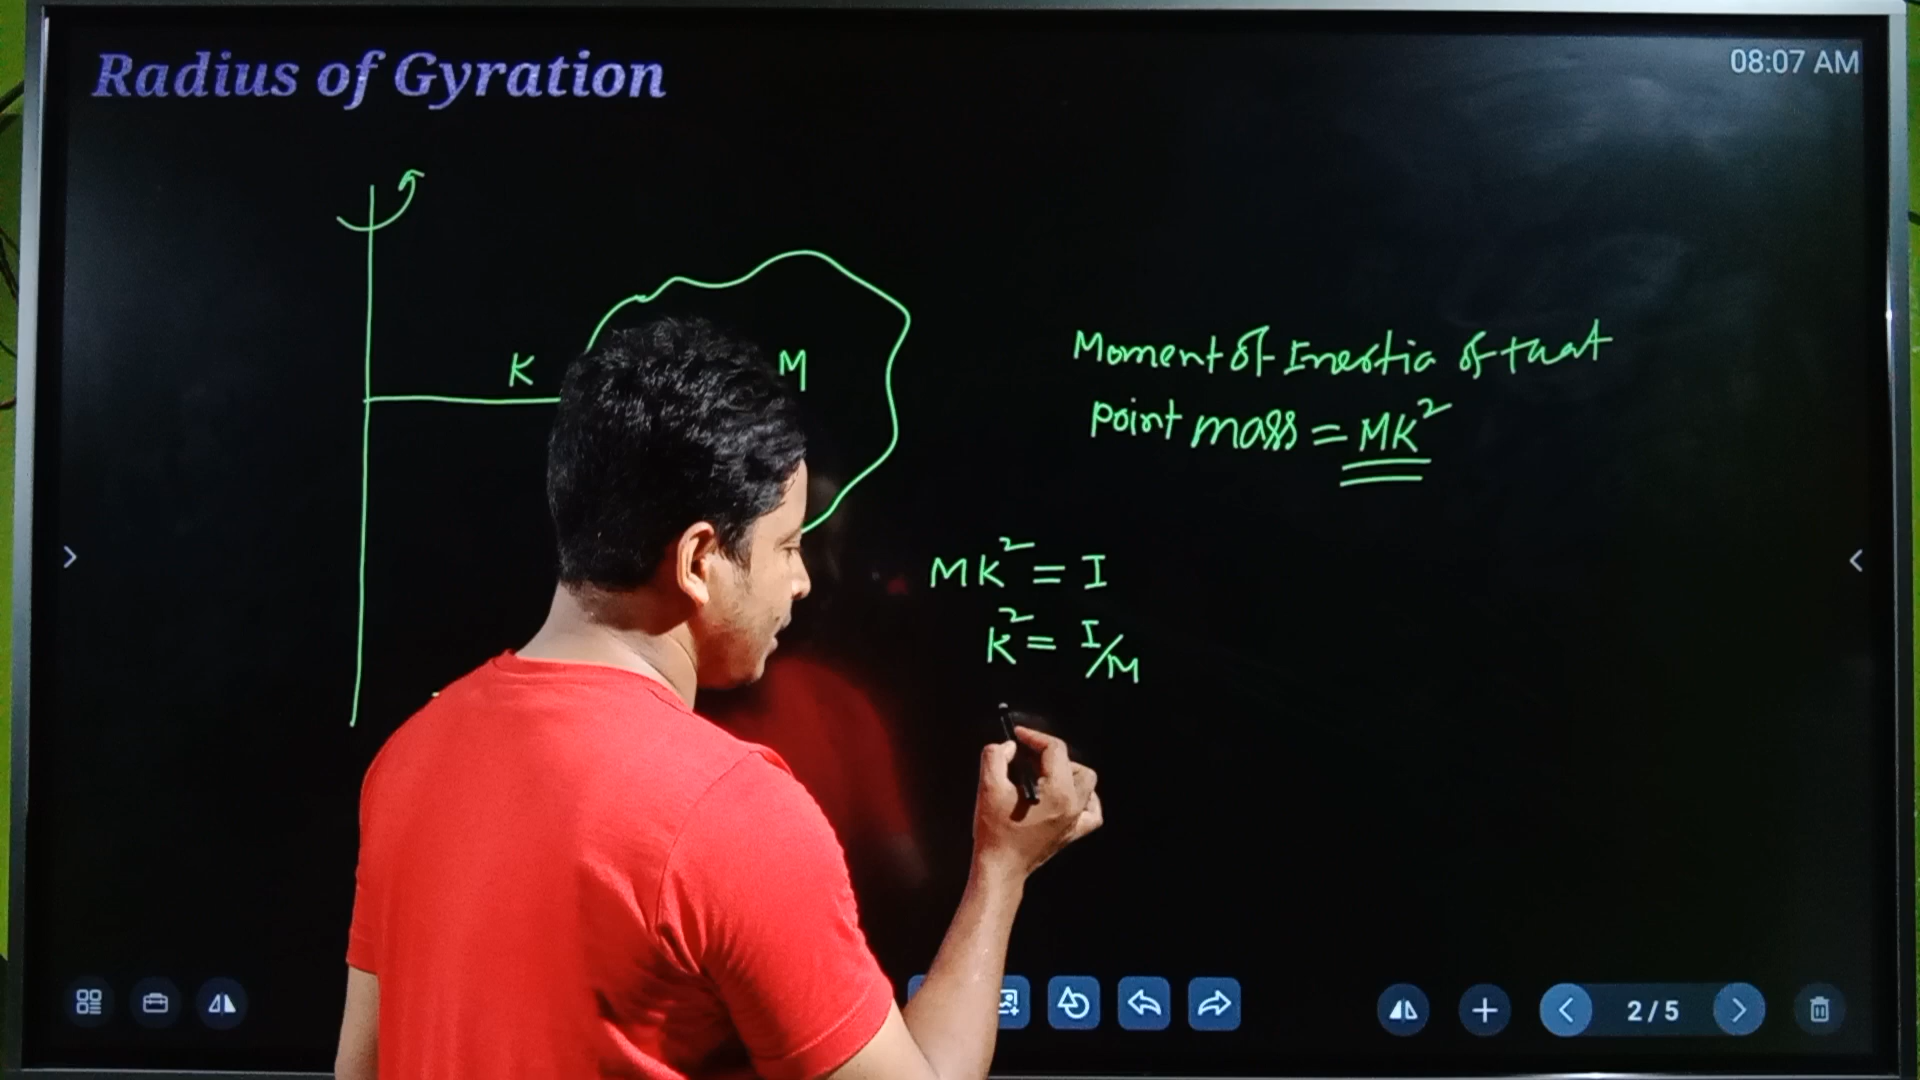 Radius of Gyration
08:07 AM
K
M
Moment of Inertia of that
point mass = MK²
MK² = I
K² = I/M
2/5